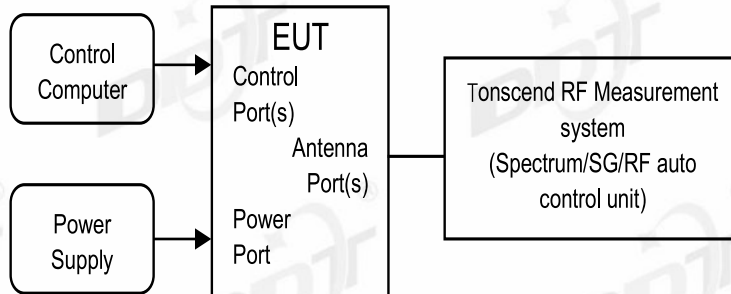 Control
Computer
EUT
Control
Port(s)
Antenna
Port(s)
Power
Port
Power
Supply
Tonscend RF Measurement
system
(Spectrum/SG/RF auto
control unit)
DDT
®